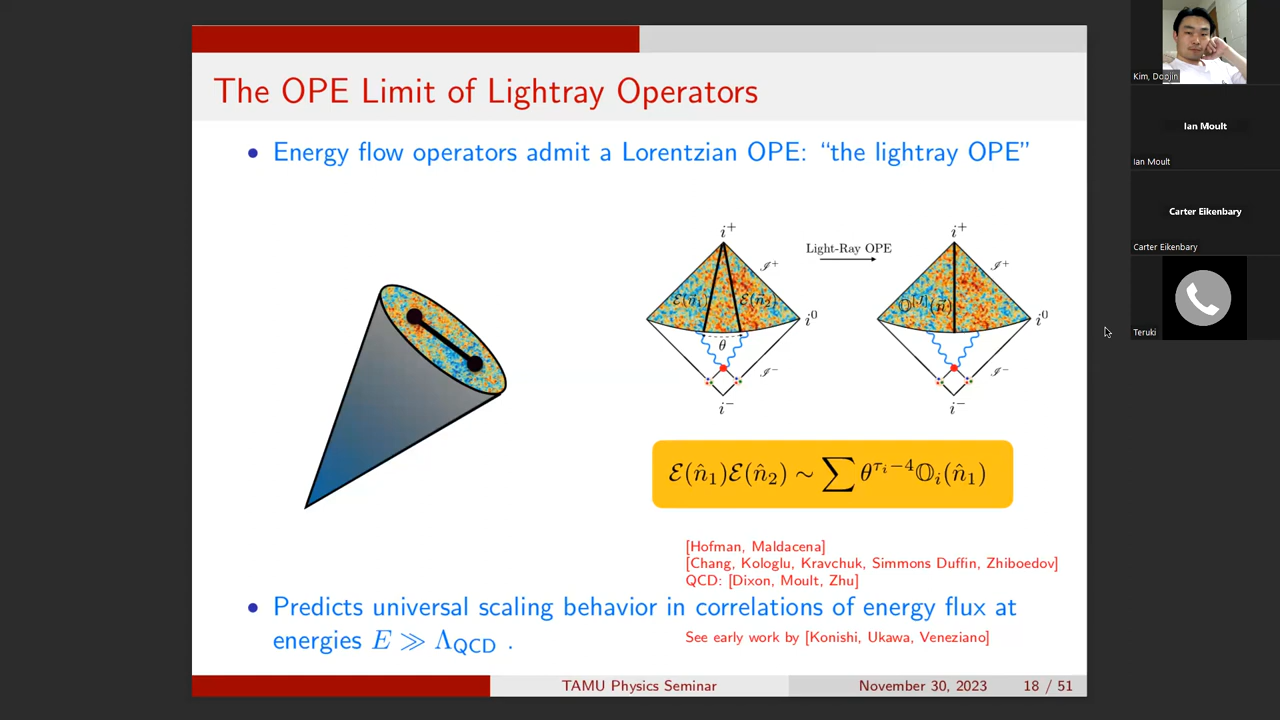 The OPE Limit of Lightray Operators
• Energy flow operators admit a Lorentzian OPE: “the lightray OPE”
i⁺
ℰ(n⃗₁)
ℰ(n⃗₂)
𝓘⁺
i⁰
θ
𝓘⁻
i⁻
Light-Ray OPE
i⁺
𝕆^[J](n⃗)
𝓘⁺
i⁰
𝓘⁻
i⁻
ℰ(n̂₁)ℰ(n̂₂) ∼ ∑ θ^{τᵢ−4} 𝕆ᵢ(n̂₁)
[Hofman, Maldacena]
[Chang, Kologlu, Kravchuk, Simmons Duffin, Zhiboedov]
QCD: [Dixon, Moult, Zhu]
• Predicts universal scaling behavior in correlations of energy flux at
energies E ≫ Λ_QCD .
See early work by [Konishi, Ukawa, Veneziano]
TAMU Physics Seminar
November 30, 2023
18 / 51
Kim, Doojin
Ian Moult
Ian Moult
Carter Eikenbary
Carter Eikenbary
Teruki